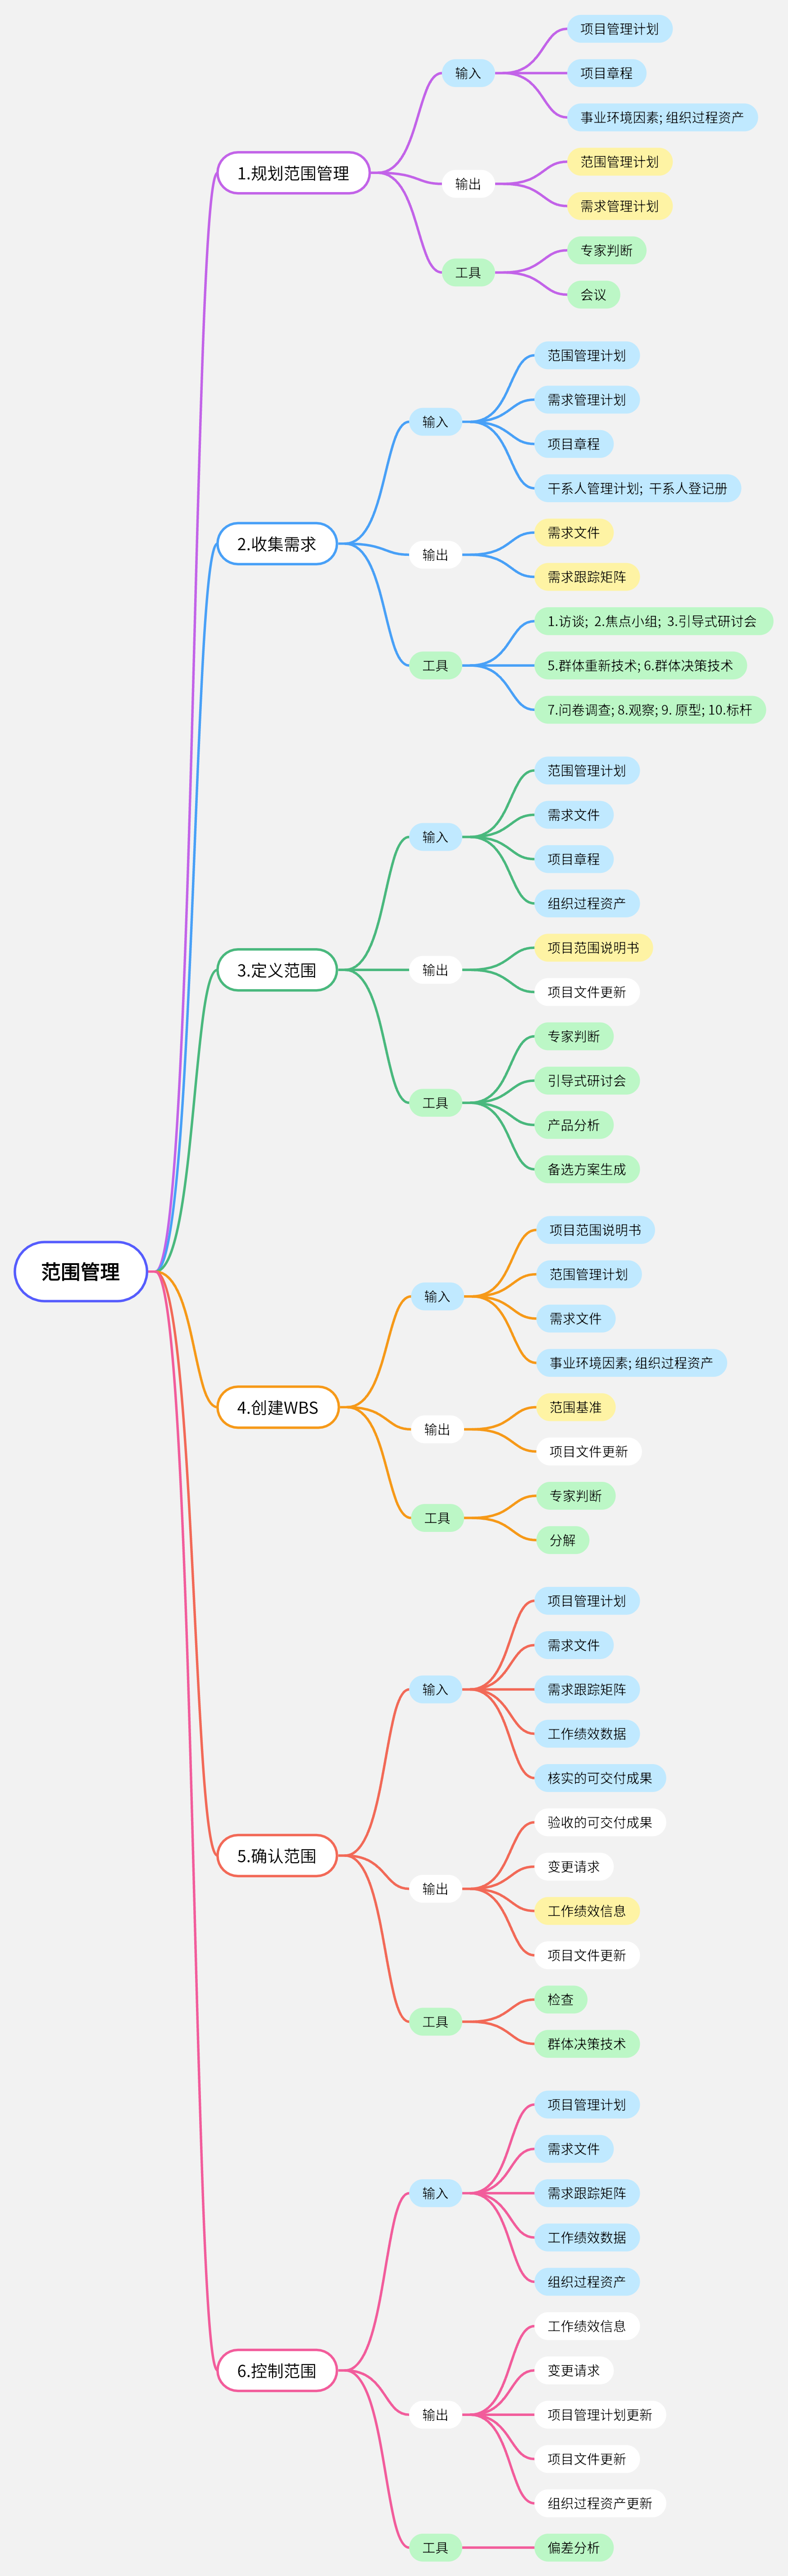 范围管理
1.规划范围管理
输入
项目管理计划
项目章程
事业环境因素; 组织过程资产
输出
范围管理计划
需求管理计划
工具
专家判断
会议
2.收集需求
输入
范围管理计划
需求管理计划
项目章程
干系人管理计划; 干系人登记册
输出
需求文件
需求跟踪矩阵
工具
1.访谈; 2.焦点小组; 3.引导式研讨会
5.群体重新技术; 6.群体决策技术
7.问卷调查; 8.观察; 9. 原型; 10.标杆
3.定义范围
输入
范围管理计划
需求文件
项目章程
组织过程资产
输出
项目范围说明书
项目文件更新
工具
专家判断
引导式研讨会
产品分析
备选方案生成
4.创建WBS
输入
项目范围说明书
范围管理计划
需求文件
事业环境因素; 组织过程资产
输出
范围基准
项目文件更新
工具
专家判断
分解
5.确认范围
输入
项目管理计划
需求文件
需求跟踪矩阵
工作绩效数据
核实的可交付成果
输出
验收的可交付成果
变更请求
工作绩效信息
项目文件更新
工具
检查
群体决策技术
6.控制范围
输入
项目管理计划
需求文件
需求跟踪矩阵
工作绩效数据
组织过程资产
输出
工作绩效信息
变更请求
项目管理计划更新
项目文件更新
组织过程资产更新
工具
偏差分析